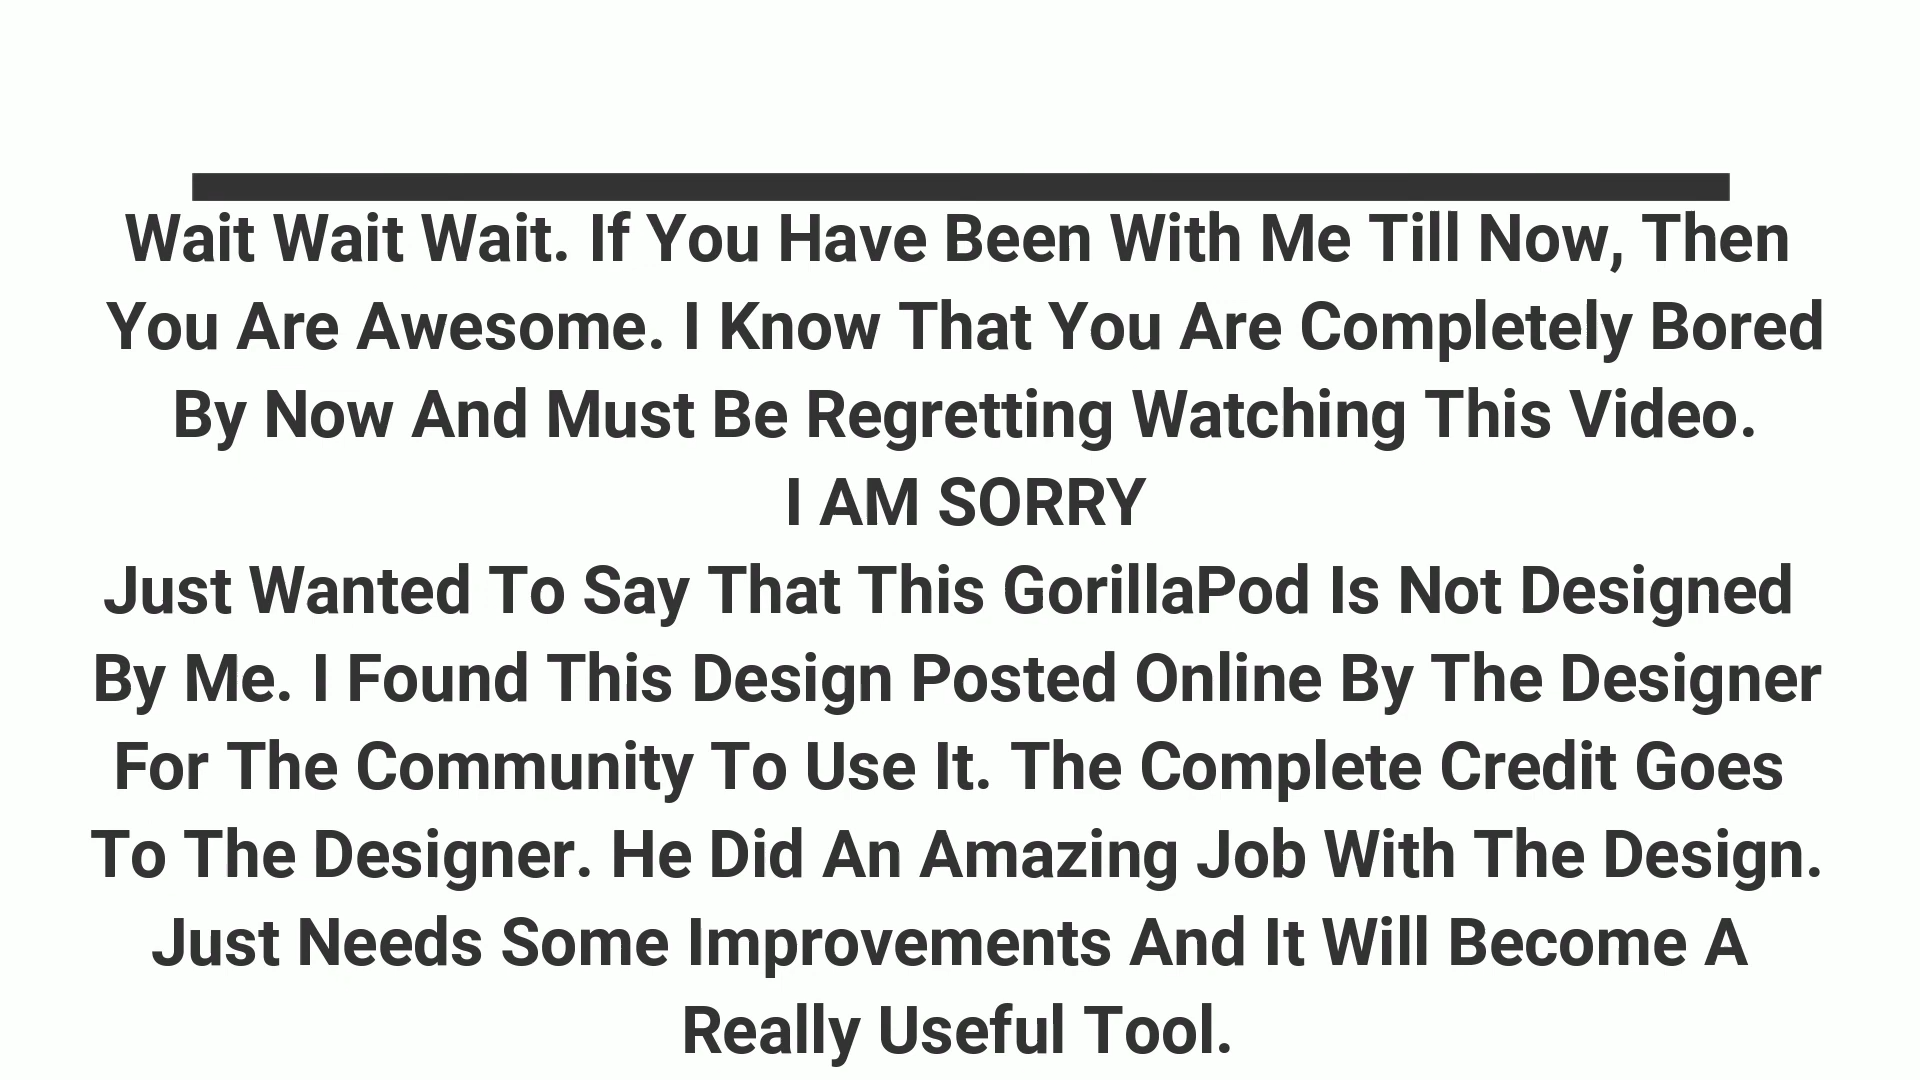 Wait Wait Wait. If You Have Been With Me Till Now, Then
You Are Awesome. I Know That You Are Completely Bored
By Now And Must Be Regretting Watching This Video.
I AM SORRY
Just Wanted To Say That This GorillaPod Is Not Designed
By Me. I Found This Design Posted Online By The Designer
For The Community To Use It. The Complete Credit Goes
To The Designer. He Did An Amazing Job With The Design.
Just Needs Some Improvements And It Will Become A
Really Useful Tool.